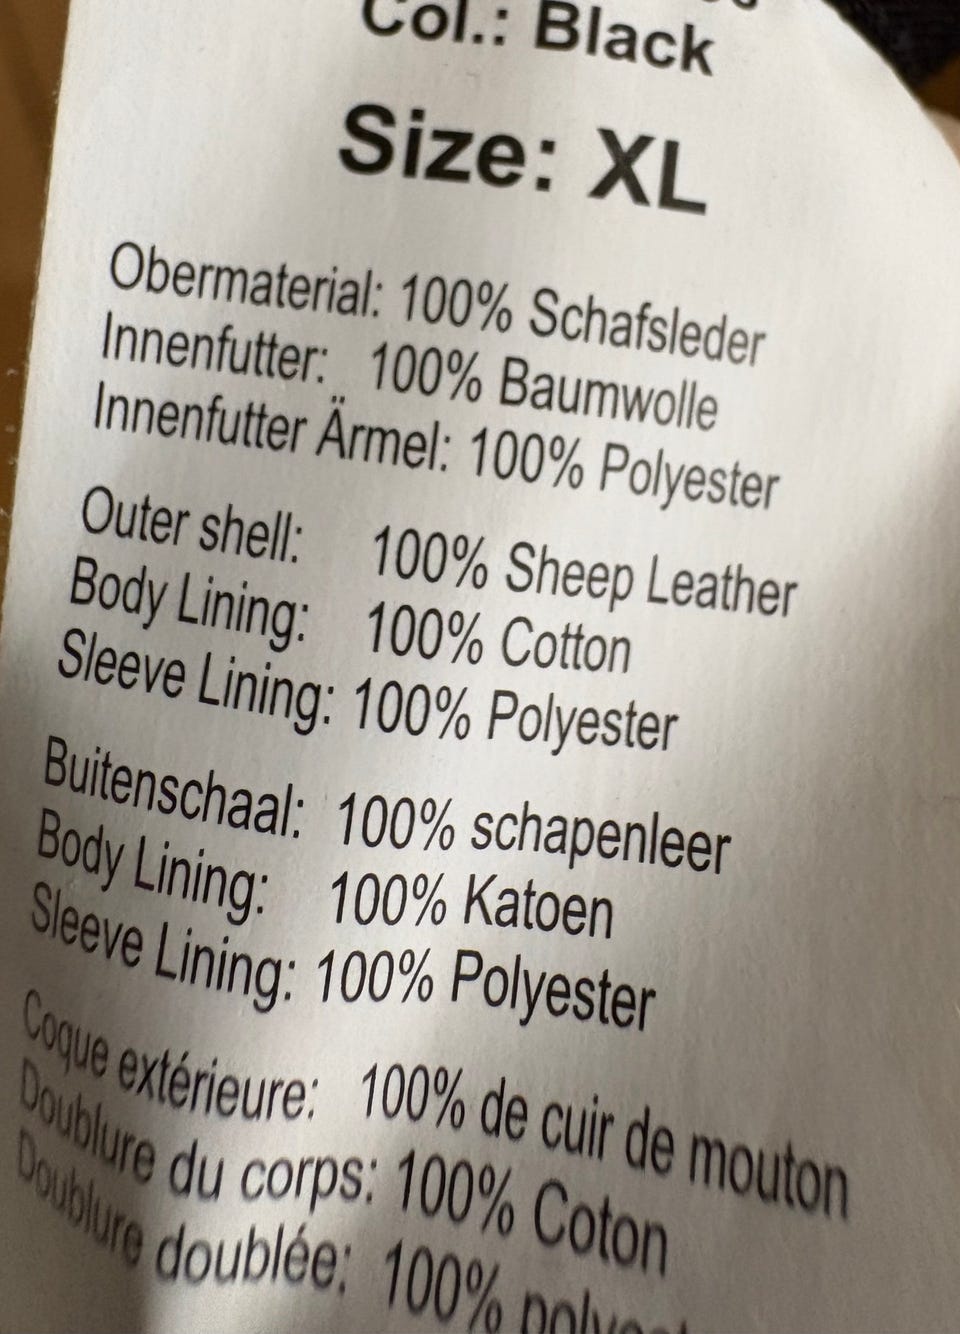 Col.: Black
Size: XL
Obermaterial: 100% Schafsleder
Innenfutter: 100% Baumwolle
Innenfutter Ärmel: 100% Polyester
Outer shell: 100% Sheep Leather
Body Lining: 100% Cotton
Sleeve Lining: 100% Polyester
Buitenschaal: 100% schapenleer
Body Lining: 100% Katoen
Sleeve Lining: 100% Polyester
Coque extérieure: 100% de cuir de mouton
Doublure du corps: 100% Coton
Doublure doublée: 100%